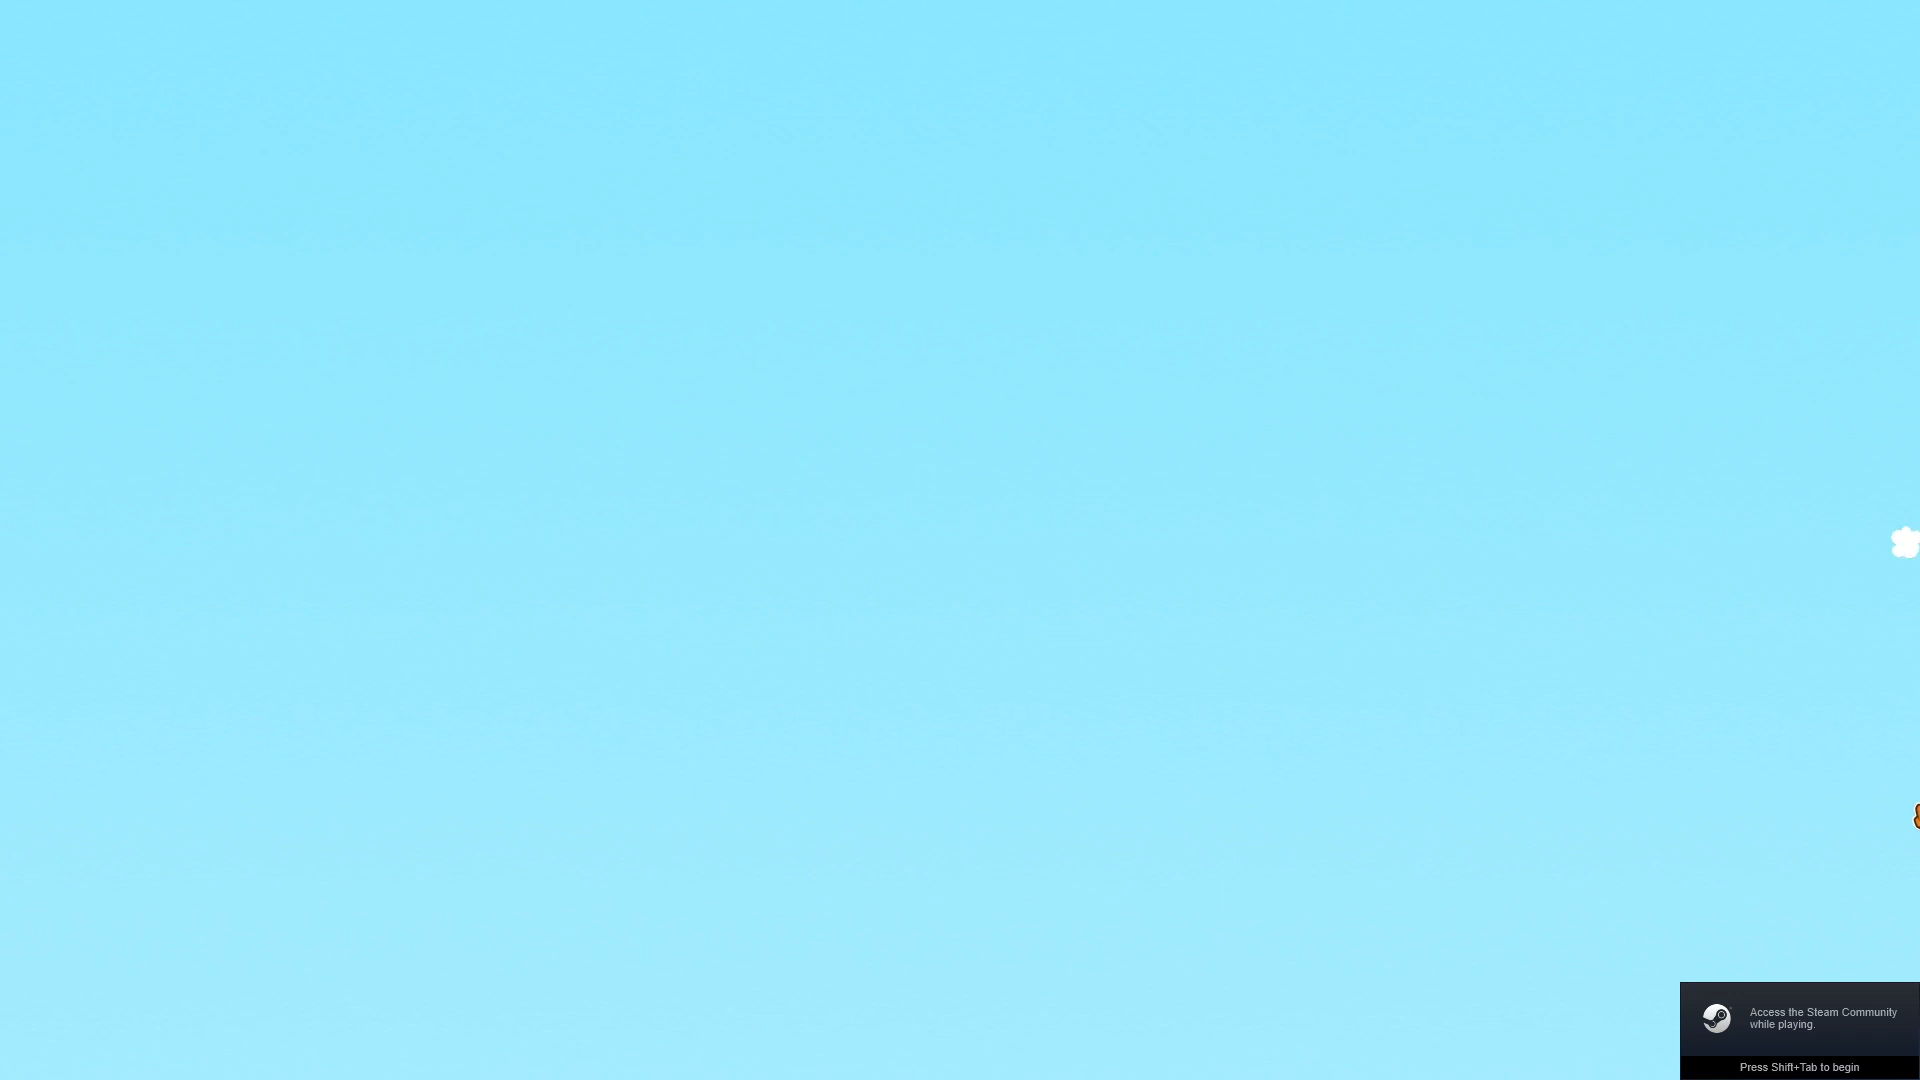 Access the Steam Community
while playing.
Press Shift+Tab to begin